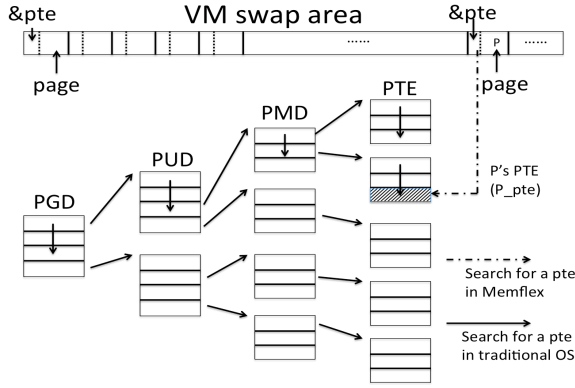 VM swap area
&pte
&pte
......
P
......
page
page
PTE
PMD
PUD
PGD
P's PTE
(P_pte)
Search for a pte
in Memflex
Search for a pte
in traditional OS